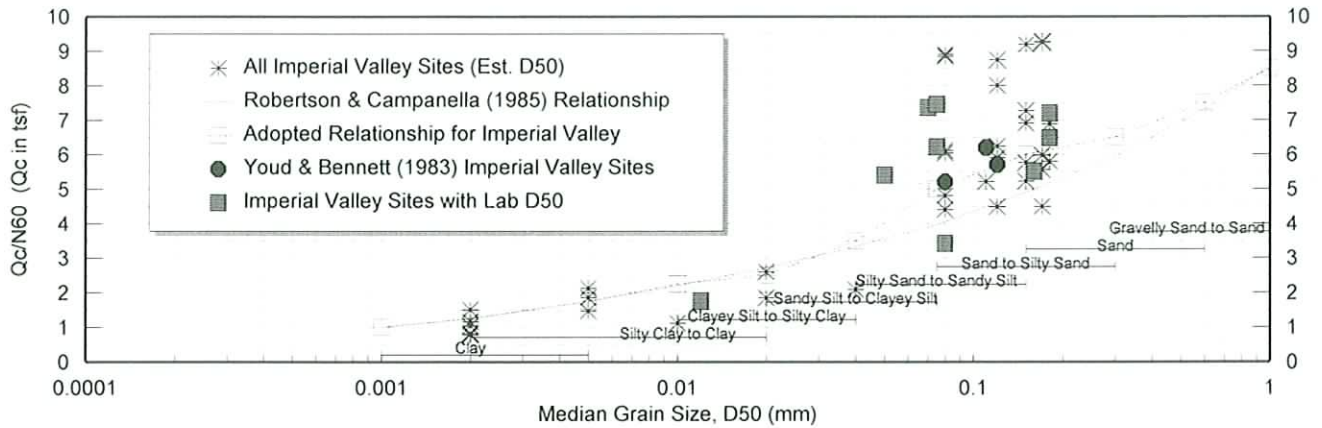 Qc/N60 (Qc in tsf)
10
9
8
7
6
5
4
3
2
1
0
10
9
8
7
6
5
4
3
2
1
0
All Imperial Valley Sites (Est. D50)
Robertson & Campanella (1985) Relationship
Adopted Relationship for Imperial Valley
Youd & Bennett (1983) Imperial Valley Sites
Imperial Valley Sites with Lab D50
Gravelly Sand to Sand
Sand
Sand to Silty Sand
Silty Sand to Sandy Silt
Sandy Silt to Clayey Silt
Clayey Silt to Silty Clay
Silty Clay to Clay
Clay
0.0001
0.001
0.01
0.1
1
Median Grain Size, D50 (mm)